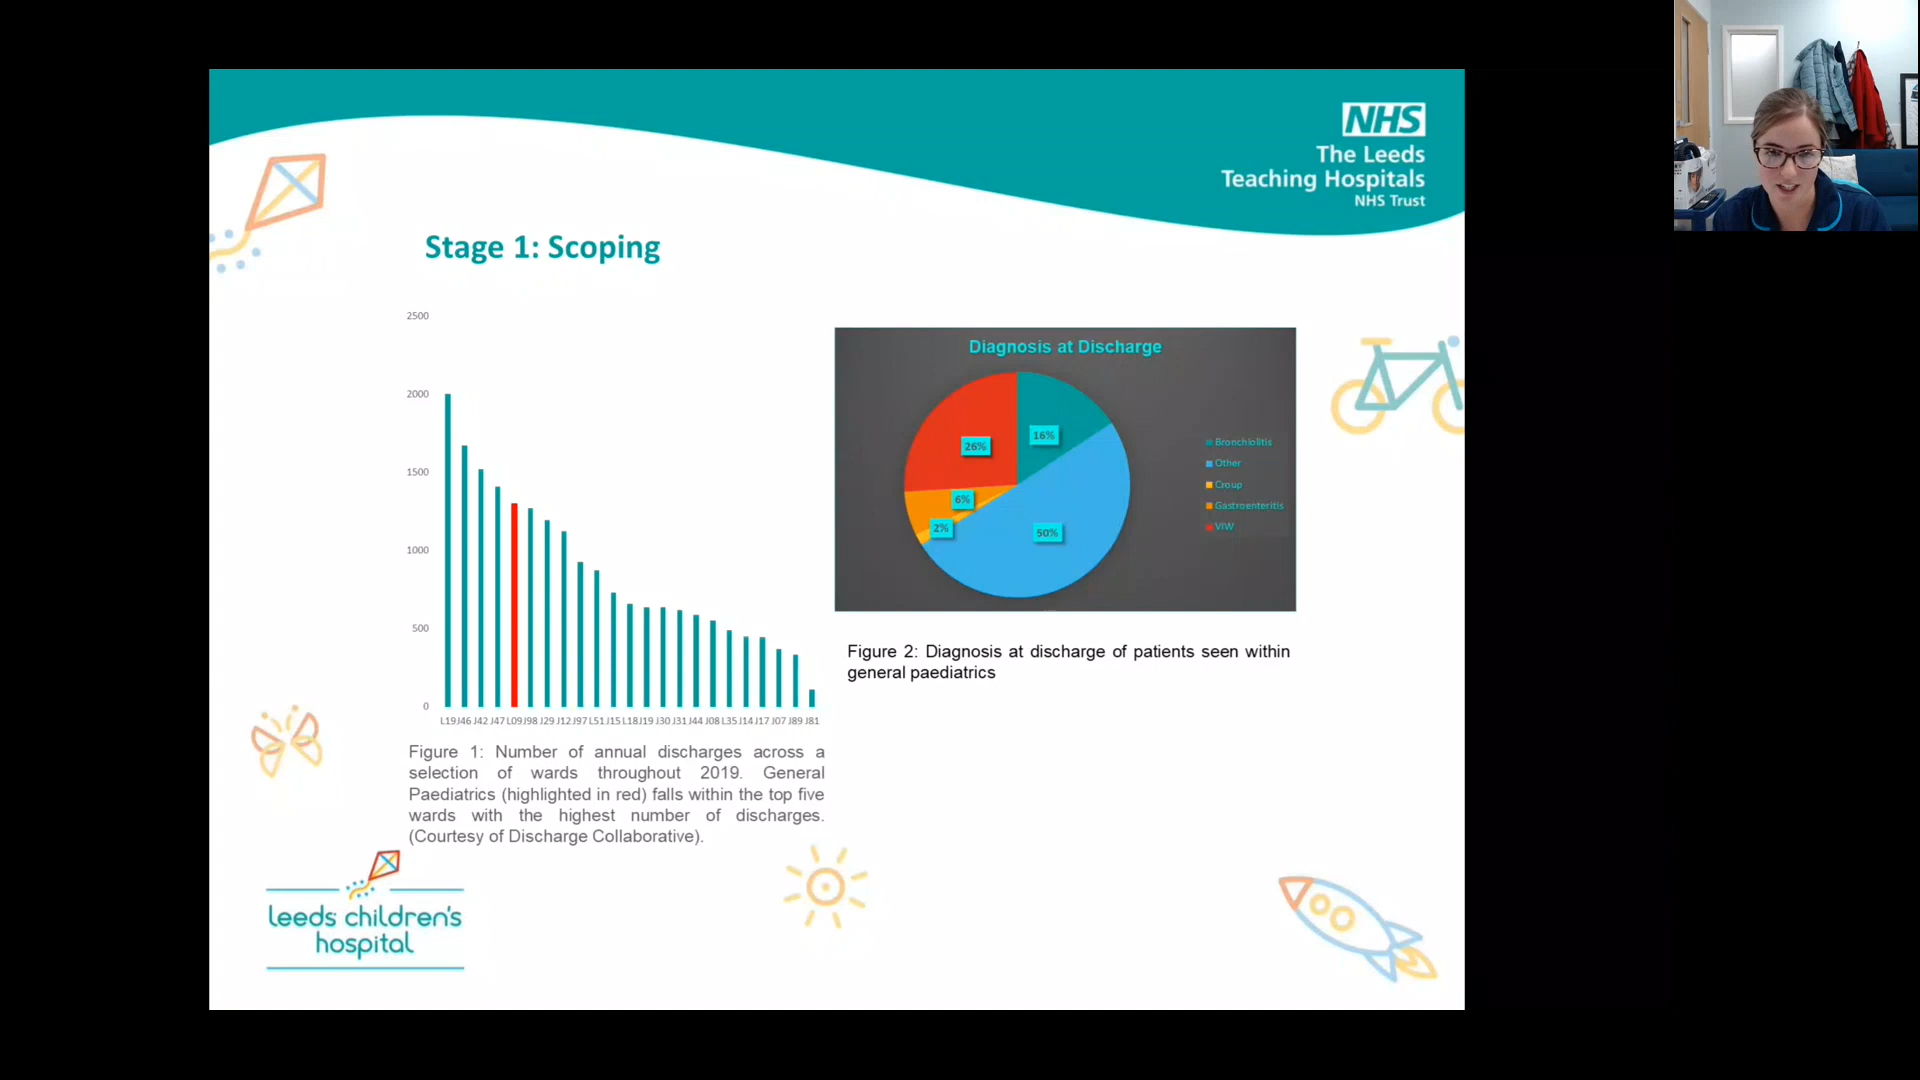 NHS
The Leeds
Teaching Hospitals
NHS Trust
Stage 1: Scoping
2500
2000
1500
1000
500
0
L19 J46 J42 J47 L09 J98 J29 J12 J97 L51 J15 L18 J19 J30 J31 J44 J08 L35 J14 J17 J07 J89 J81
Figure 1: Number of annual discharges across a
selection of wards throughout 2019. General
Paediatrics (highlighted in red) falls within the top five
wards with the highest number of discharges.
(Courtesy of Discharge Collaborative).
Diagnosis at Discharge
26%
16%
6%
2%
50%
Bronchiolitis
Other
Croup
Gastroenteritis
VIW
Figure 2: Diagnosis at discharge of patients seen within
general paediatrics
leeds children's
hospital